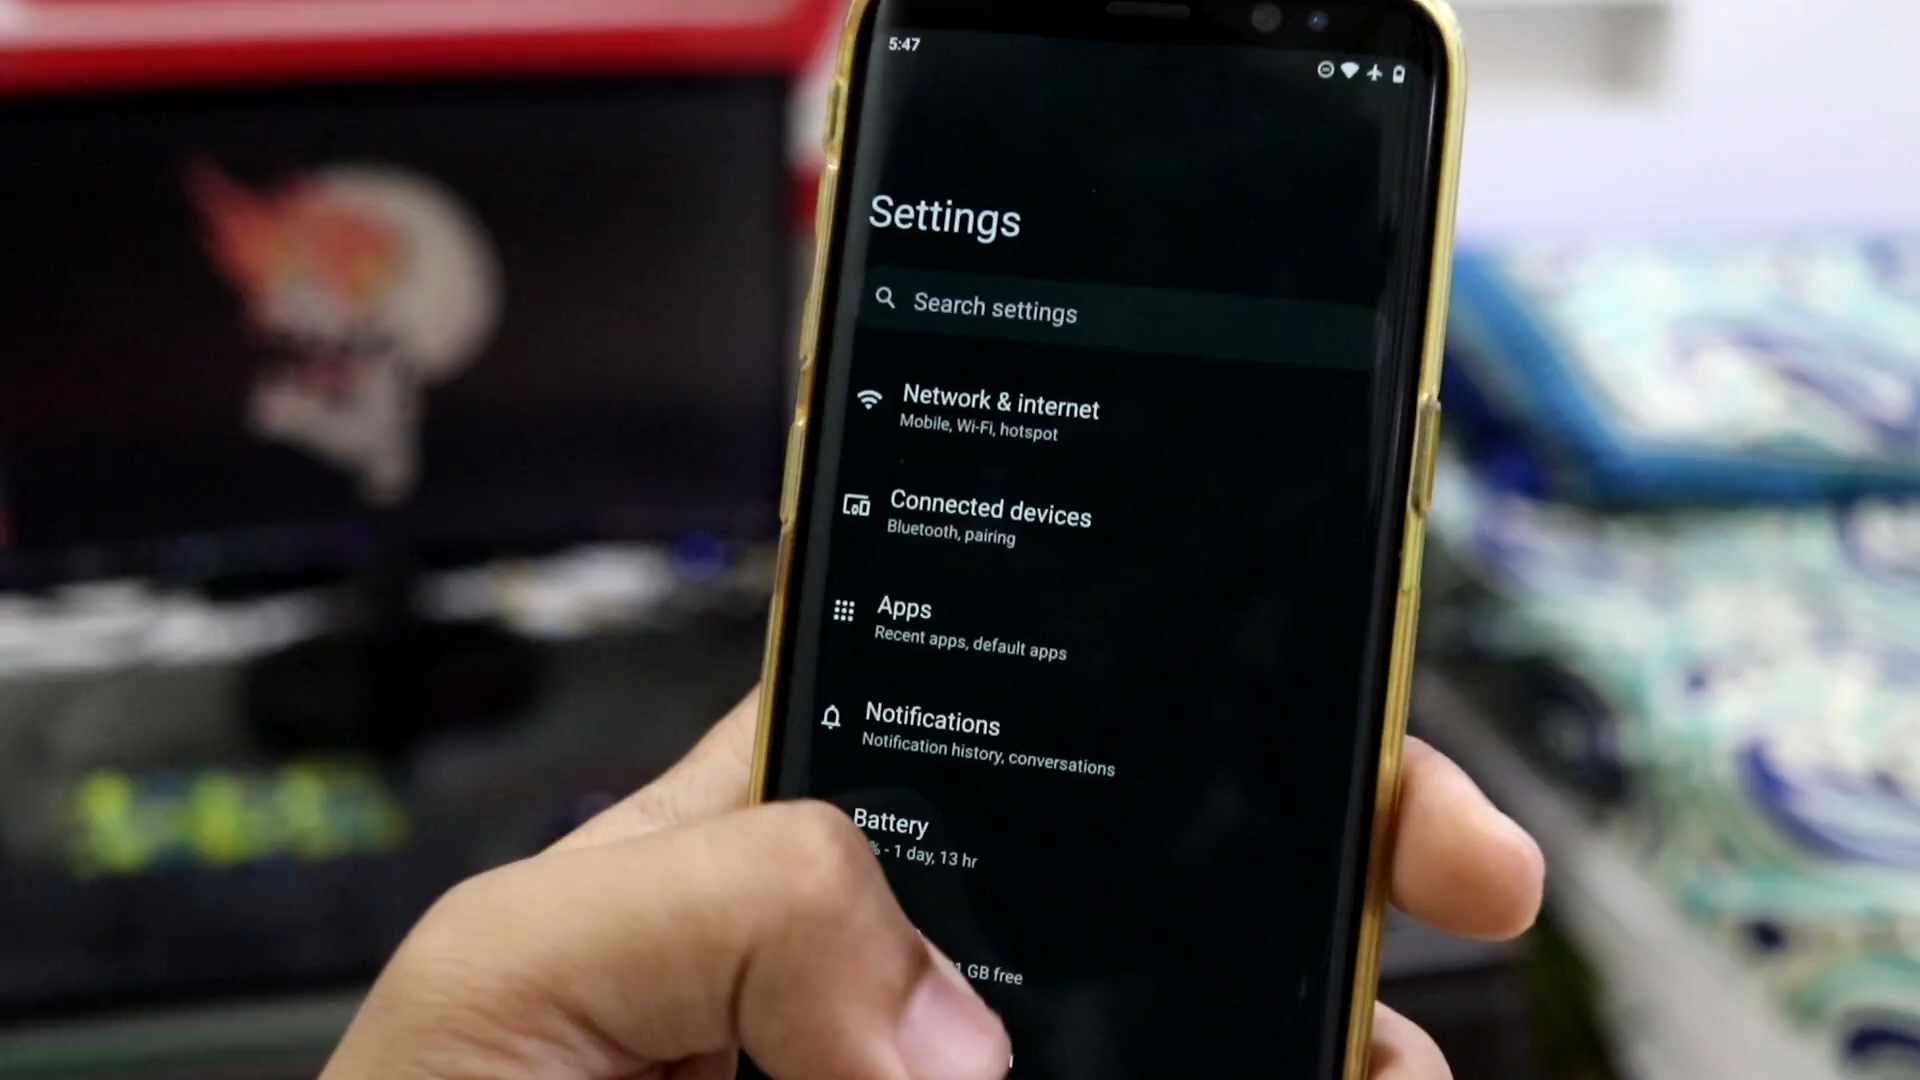 5:47
Settings
Search settings
Network & internet
Mobile, Wi-Fi, hotspot
Connected devices
Bluetooth, pairing
Apps
Recent apps, default apps
Notifications
Notification history, conversations
Battery
% - 1 day, 13 hr
GB free